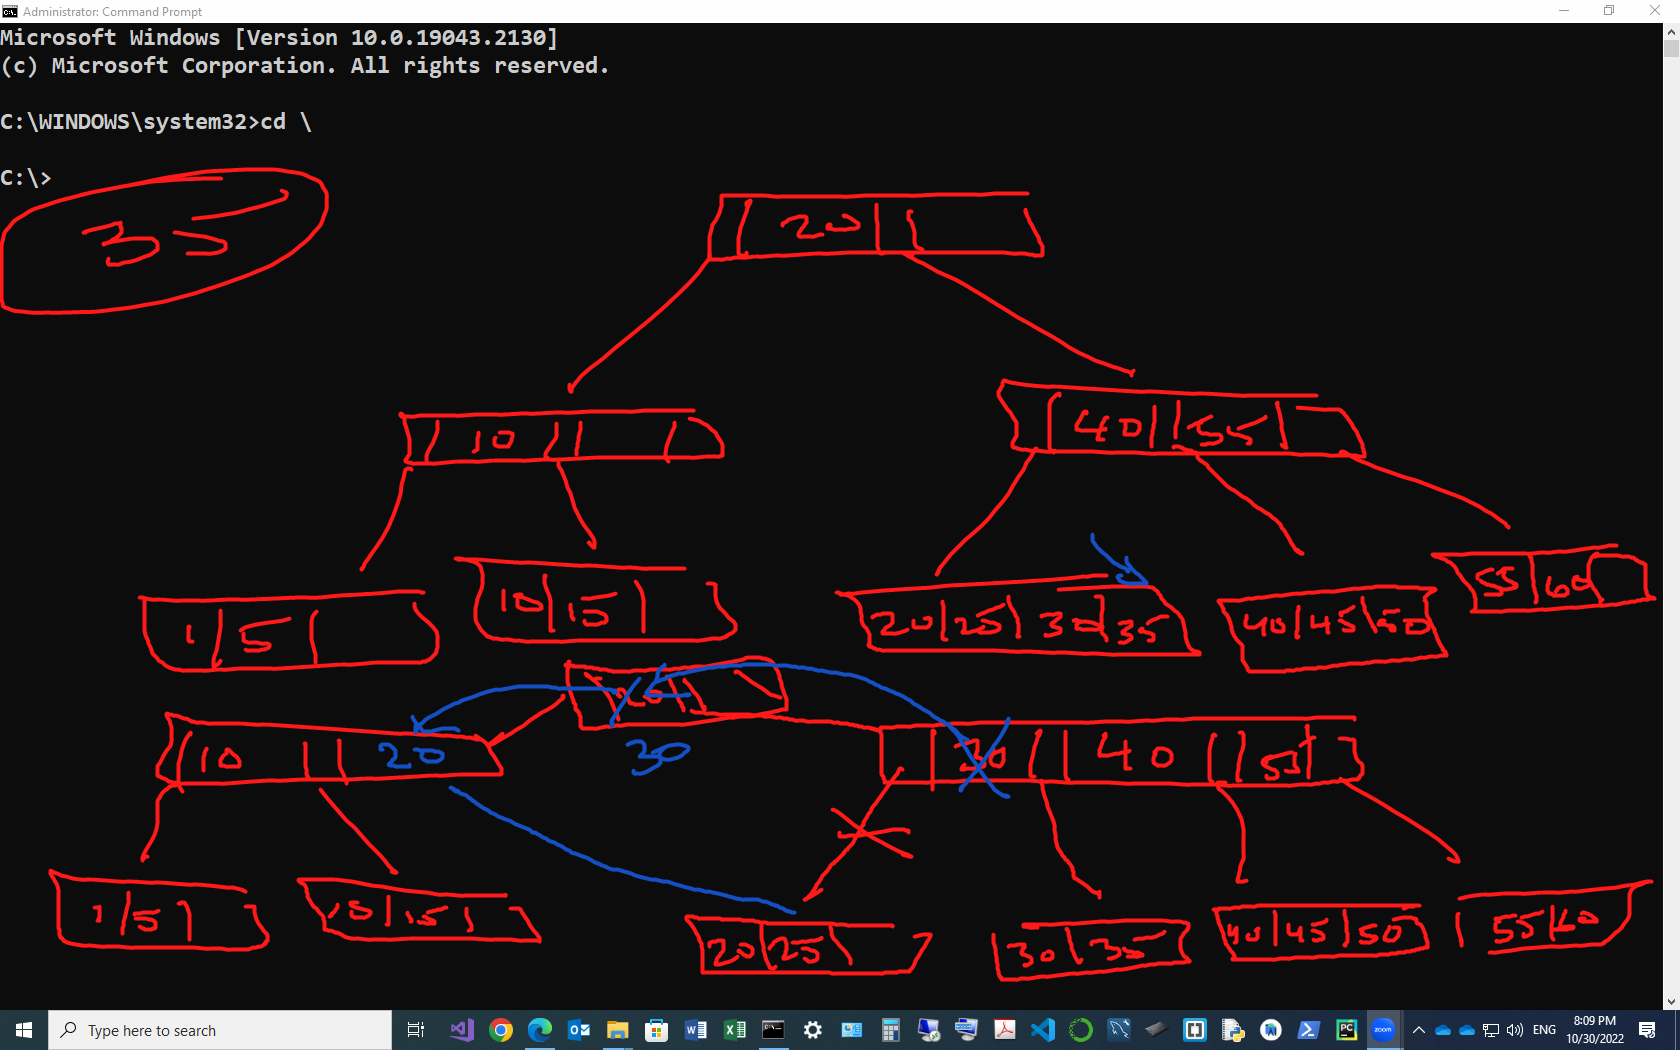 Administrator: Command Prompt
Microsoft Windows [Version 10.0.19043.2130]
(c) Microsoft Corporation. All rights reserved.
C:\WINDOWS\system32>cd \
C:\>
35
20
10
40 55
1 5
10 15
20 25 30 35
40 45 50
55 60
30
10 20
30 40 55
1 5
10 15
20 25
30 35
40 45 50
55 60
Type here to search
ENG
8:09 PM
10/30/2022
zoom